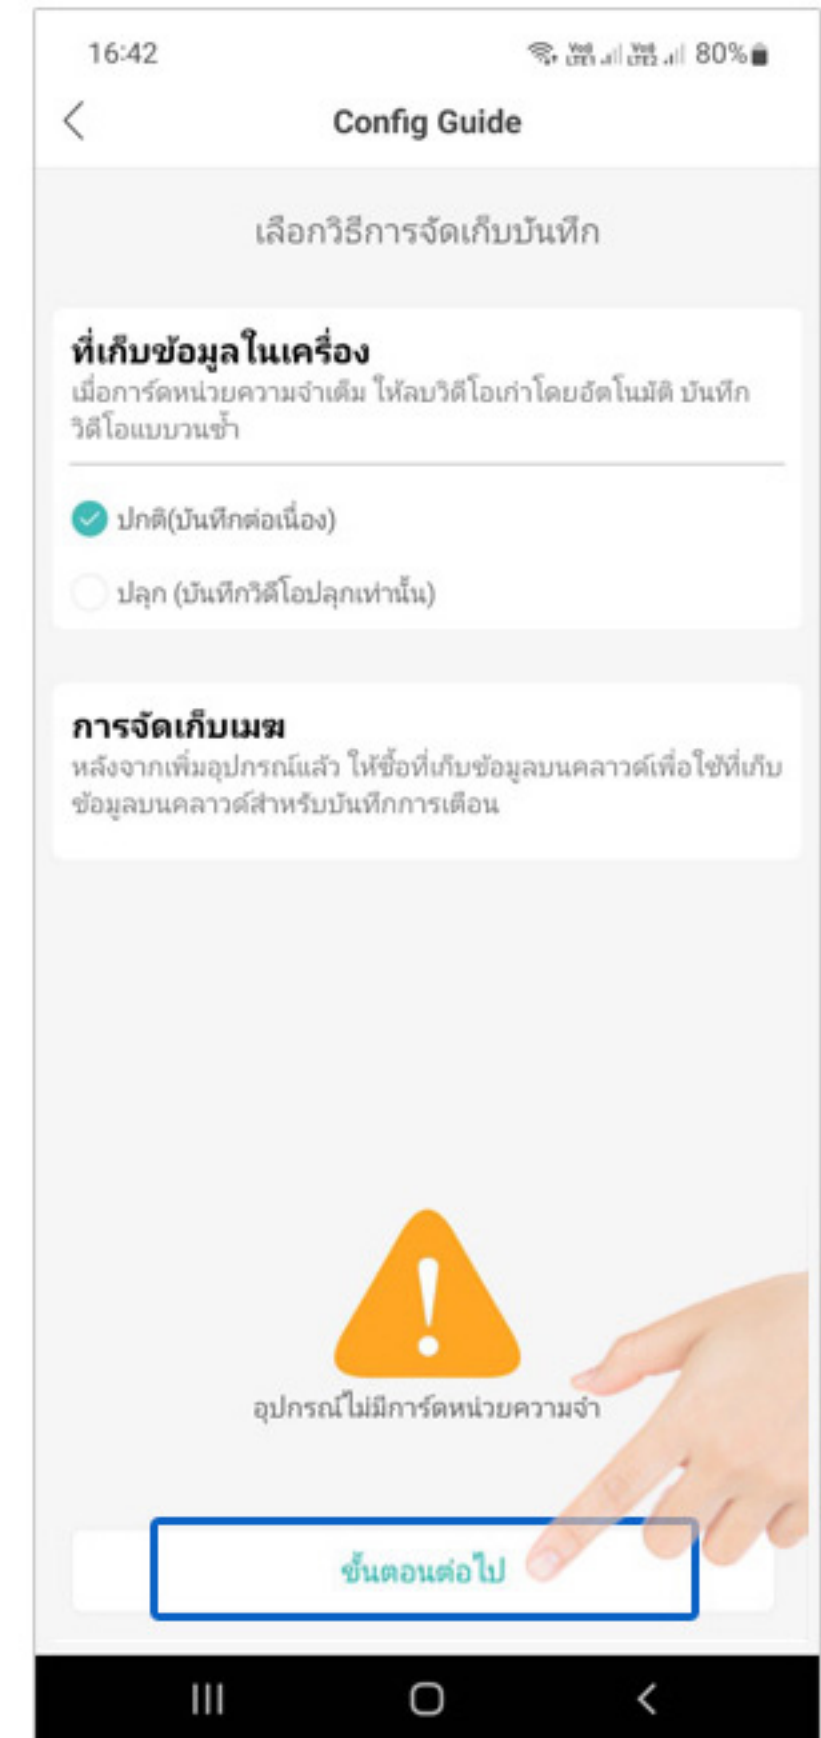 16:42
VoD LTE1 VoD LTE2 80%
Config Guide
เลือกวิธีการจัดเก็บบันทึก
ที่เก็บข้อมูลในเครื่อง
เมื่อการ์ดหน่วยความจำเต็ม ให้ลบวิดีโอเก่าโดยอัตโนมัติ บันทึก
วิดีโอแบบวนซ้ำ
ปกติ(บันทึกต่อเนื่อง)
ปลุก (บันทึกวิดีโอปลุกเท่านั้น)
การจัดเก็บเมฆ
หลังจากเพิ่มอุปกรณ์แล้ว ให้ซื้อที่เก็บข้อมูลบนคลาวด์เพื่อใช้ที่เก็บ
ข้อมูลบนคลาวด์สำหรับบันทึกการเตือน
อุปกรณ์ไม่มีการ์ดหน่วยความจำ
ขั้นตอนต่อไป